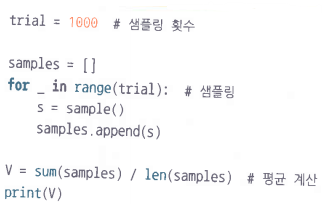 trial = 1000  # 샘플링 횟수

samples = []
for _ in range(trial):  # 샘플링
    s = sample()
    samples.append(s)

V = sum(samples) / len(samples)  # 평균 계산
print(V)